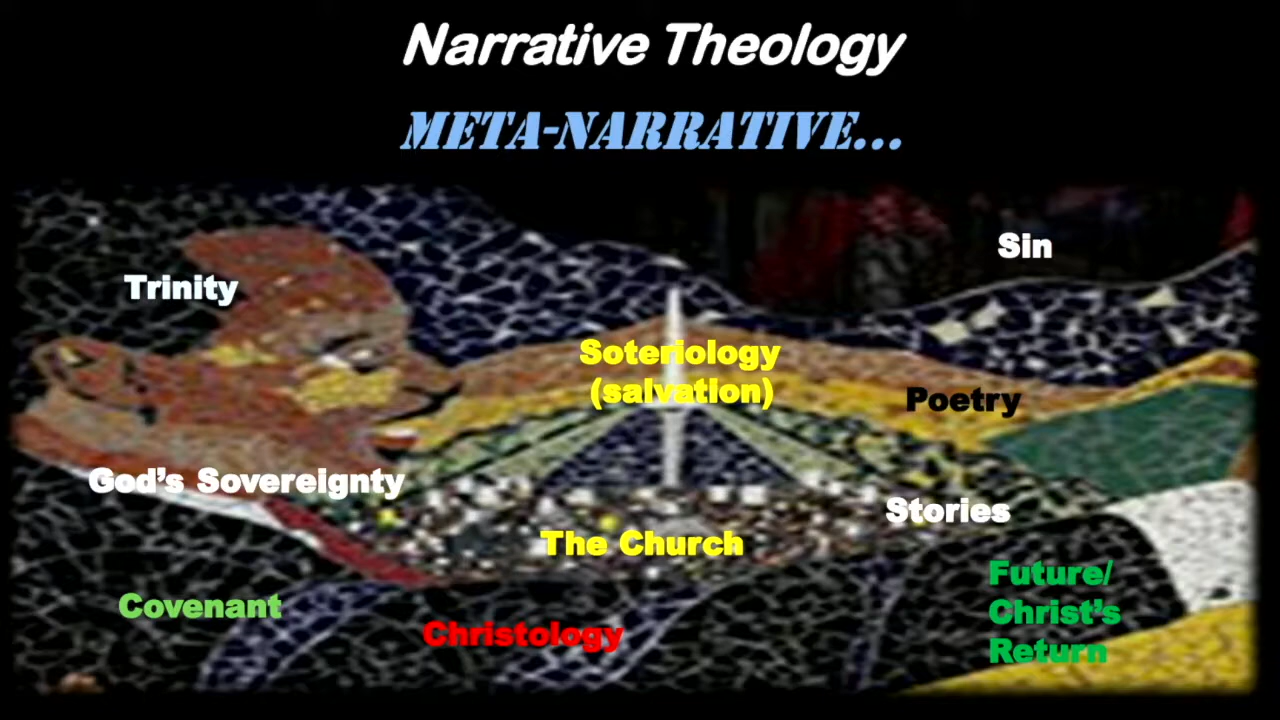 Narrative Theology
META-NARRATIVE...
Sin
Trinity
Soteriology
(salvation)
Poetry
God's Sovereignty
Stories
The Church
Future/
Christ's
Return
Covenant
Christology